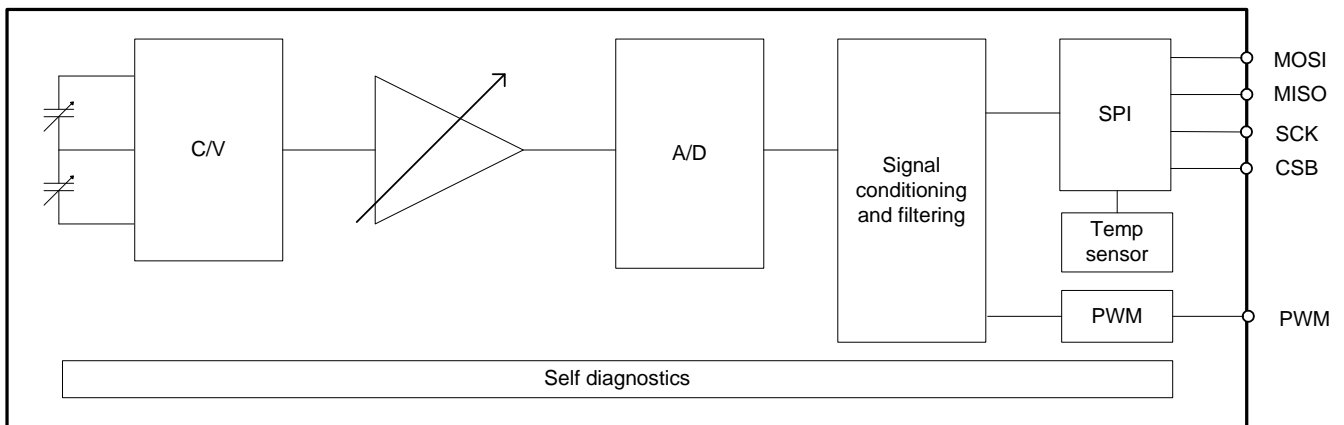 C/V
A/D
Signal
conditioning
and filtering
SPI
Temp
sensor
PWM
Self diagnostics
MOSI
MISO
SCK
CSB
PWM